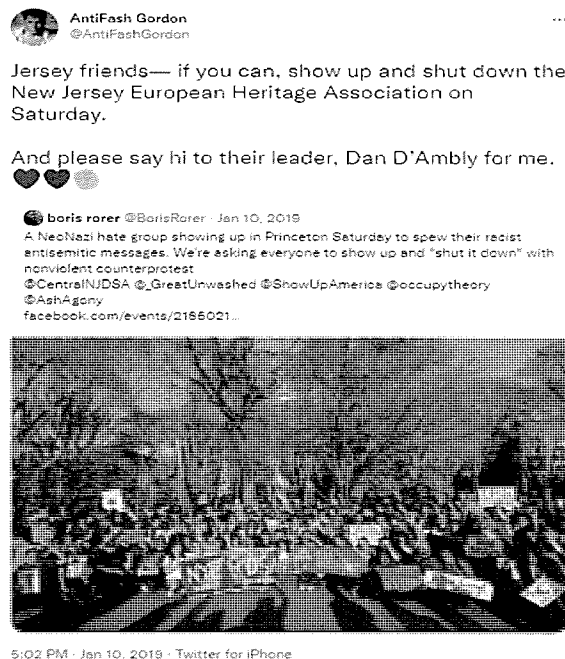 AntiFash Gordon
@AntiFashGordon
Jersey friends— if you can, show up and shut down the
New Jersey European Heritage Association on
Saturday.
And please say hi to their leader, Dan D'Ambly for me.
boris rorer @BorisRorer · Jan 10, 2019
A NeoNazi hate group showing up in Princeton Saturday to spew their racist
antisemitic messages. We're asking everyone to show up and "shut it down" with
nonviolent counterprotest
@CentralNJDSA @_GreatUnwashed @ShowUpAmerica @occupytheory
@AshAgony
facebook.com/events/2185021...
5:02 PM · Jan 10, 2019 · Twitter for iPhone